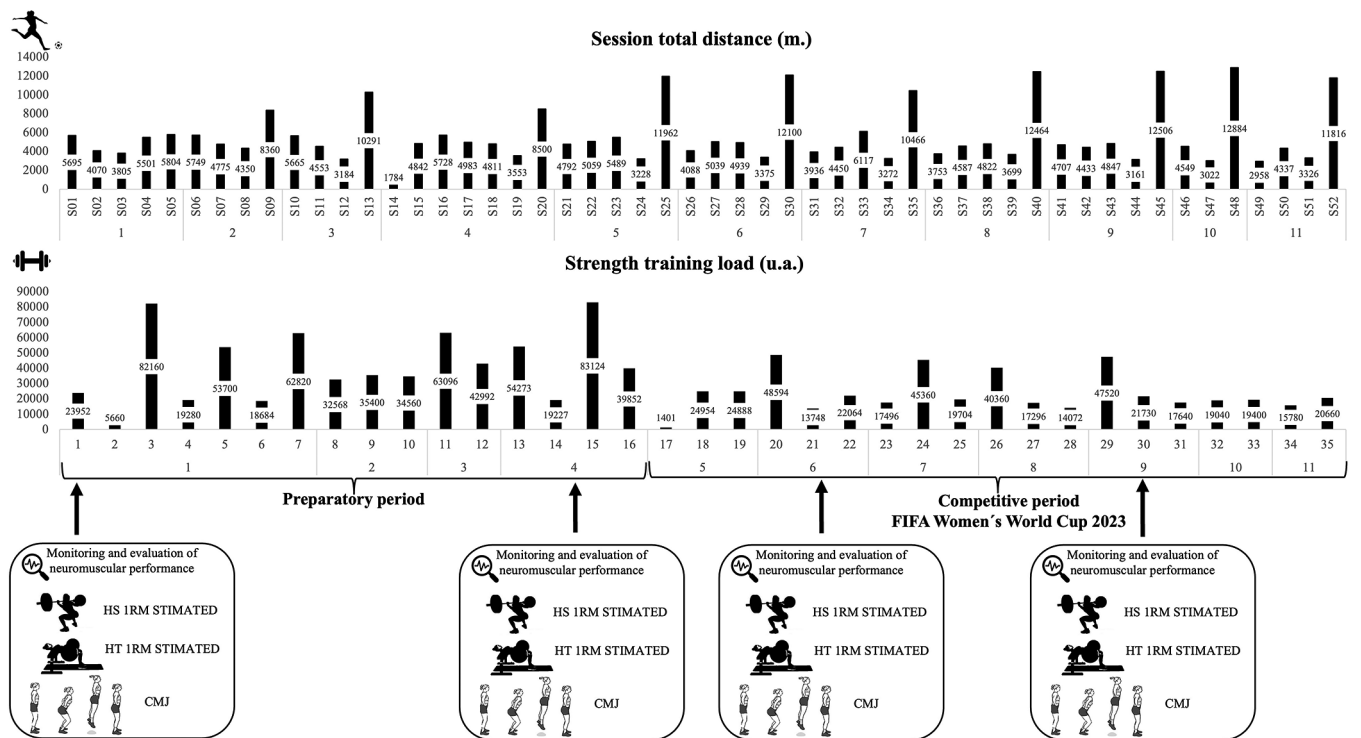 Session total distance (m.)
14000
12000
10000
8000
6000
4000
2000
0
5695 4070 3805 5501 5804 5749 4775 4350 8360 5665 4553 3184 10291 1784 4842 5728 4983 4811 3553 8500 4792 5059 5489 3228 11962 4088 5039 4939 3375 12100 3936 4450 6117 3272 10466 3753 4587 4822 3699 12464 4707 4433 4847 3161 12506 4549 3022 12884 2958 4337 3326 11816
S01 S02 S03 S04 S05 S06 S07 S08 S09 S10 S11 S12 S13 S14 S15 S16 S17 S18 S19 S20 S21 S22 S23 S24 S25 S26 S27 S28 S29 S30 S31 S32 S33 S34 S35 S36 S37 S38 S39 S40 S41 S42 S43 S44 S45 S46 S47 S48 S49 S50 S51 S52
1 2 3 4 5 6 7 8 9 10 11
Strength training load (u.a.)
90000
80000
70000
60000
50000
40000
30000
20000
10000
0
23952 5660 82160 19280 53700 18684 62820 32568 35400 34560 63096 42992 54273 19227 83124 39852 1401 24954 24888 48594 13748 22064 17496 45360 19704 40360 17296 14072 47520 21730 17640 19040 19400 15780 20660
1 2 3 4 5 6 7 8 9 10 11 12 13 14 15 16 17 18 19 20 21 22 23 24 25 26 27 28 29 30 31 32 33 34 35
1 2 3 4 5 6 7 8 9 10 11
Preparatory period
Competitive period
FIFA Women´s World Cup 2023
Monitoring and evaluation of
neuromuscular performance
HS 1RM STIMATED
HT 1RM STIMATED
CMJ
Monitoring and evaluation of
neuromuscular performance
HS 1RM STIMATED
HT 1RM STIMATED
CMJ
Monitoring and evaluation of
neuromuscular performance
HS 1RM STIMATED
HT 1RM STIMATED
CMJ
Monitoring and evaluation of
neuromuscular performance
HS 1RM STIMATED
HT 1RM STIMATED
CMJ